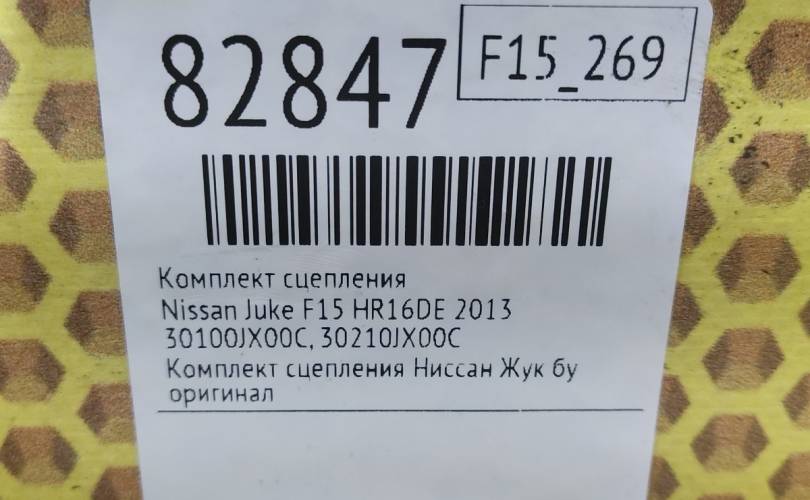 82847
F15_269
Комплект сцепления
Nissan Juke F15 HR16DE 2013
30100JX00C, 30210JX00C
Комплект сцепления Ниссан Жук бу
оригинал